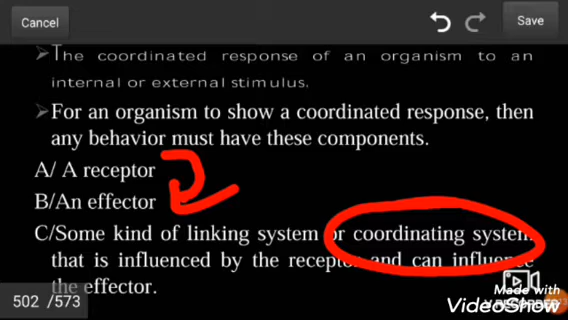 Cancel
Save
➢The coordinated response of an organism to an
internal or external stimulus.
➢For an organism to show a coordinated response, then
any behavior must have these components.
A/ A receptor
B/An effector
C/Some kind of linking system or coordinating system
that is influenced by the receptor and can influence
the effector.
502 /573
Made with
VideoShow